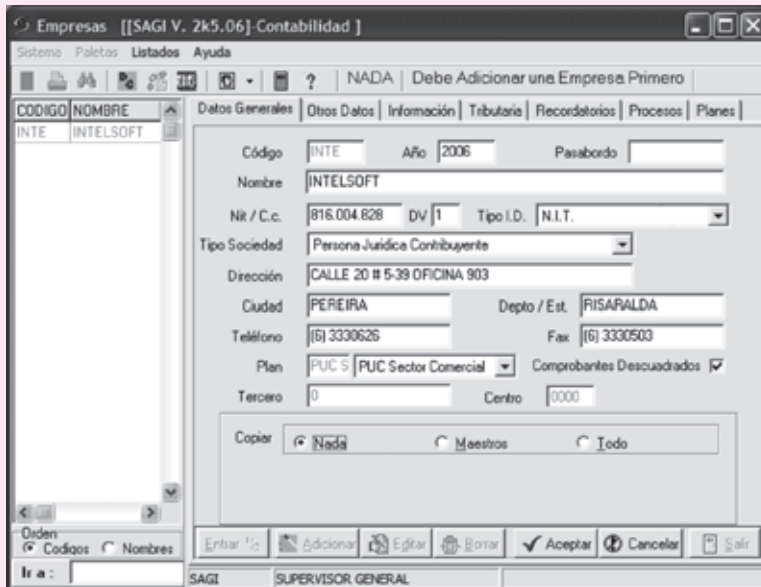 Empresas [[SAGI V. 2k5.06]-Contabilidad ]
Sistema Paletas Listados Ayuda
? NADA Debe Adicionar una Empresa Primero
CODIGO NOMBRE
INTE INTELSOFT
Datos Generales Otros Datos Información Tributaria Recordatorios Procesos Planes
Código INTE Año 2006 Pasabordo
Nombre INTELSOFT
Nit / C.c. 816.004.828 DV 1 Tipo I.D. N.I.T.
Tipo Sociedad Persona Juridica Contribuyente
Dirección CALLE 20 # 5-39 OFICINA 903
Ciudad PEREIRA Depto / Est. RISARALDA
Teléfono (6) 3330626 Fax (6) 3330503
Plan PUC S PUC Sector Comercial Comprobantes Descuadrados
Tercero 0 Centro 0000
Copiar Nada Maestros Todo
Orden
Codigos Nombres
Ir a :
Entrar Adicionar Editar Borrar Aceptar Cancelar Salir
SAGI SUPERVISOR GENERAL